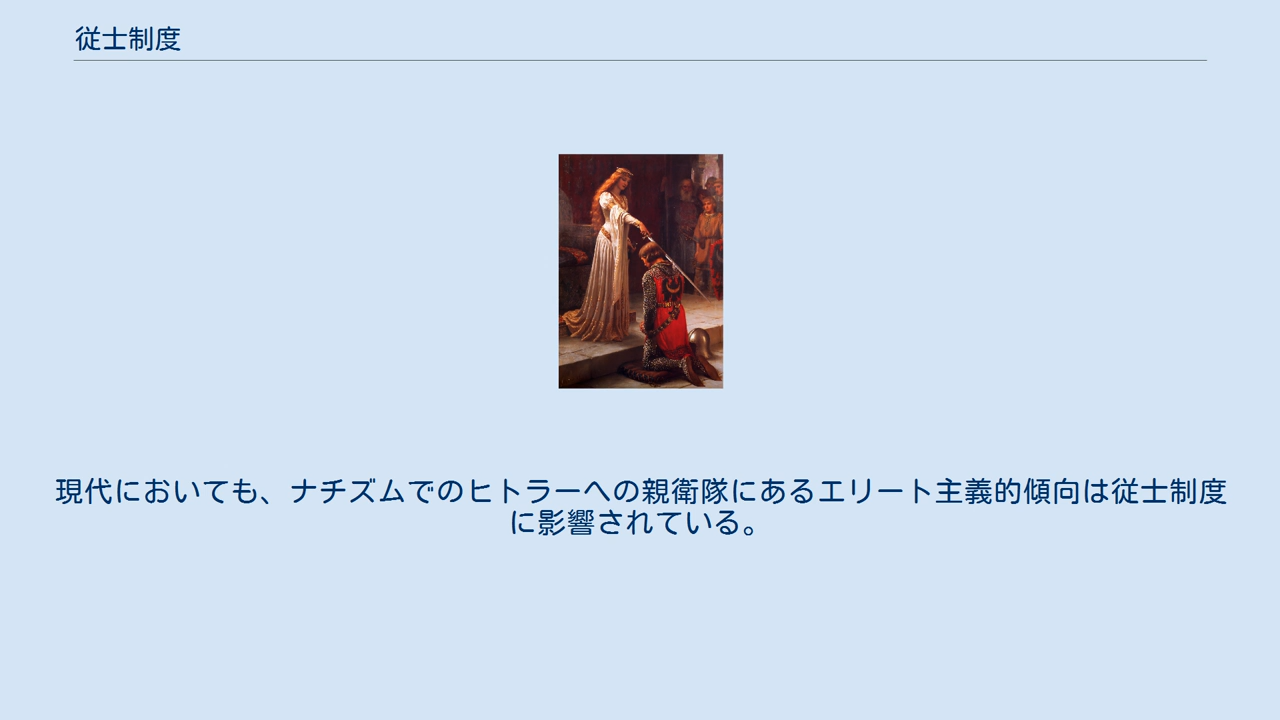 従士制度
現代においても、ナチズムでのヒトラーへの親衛隊にあるエリート主義的傾向は従士制度
に影響されている。